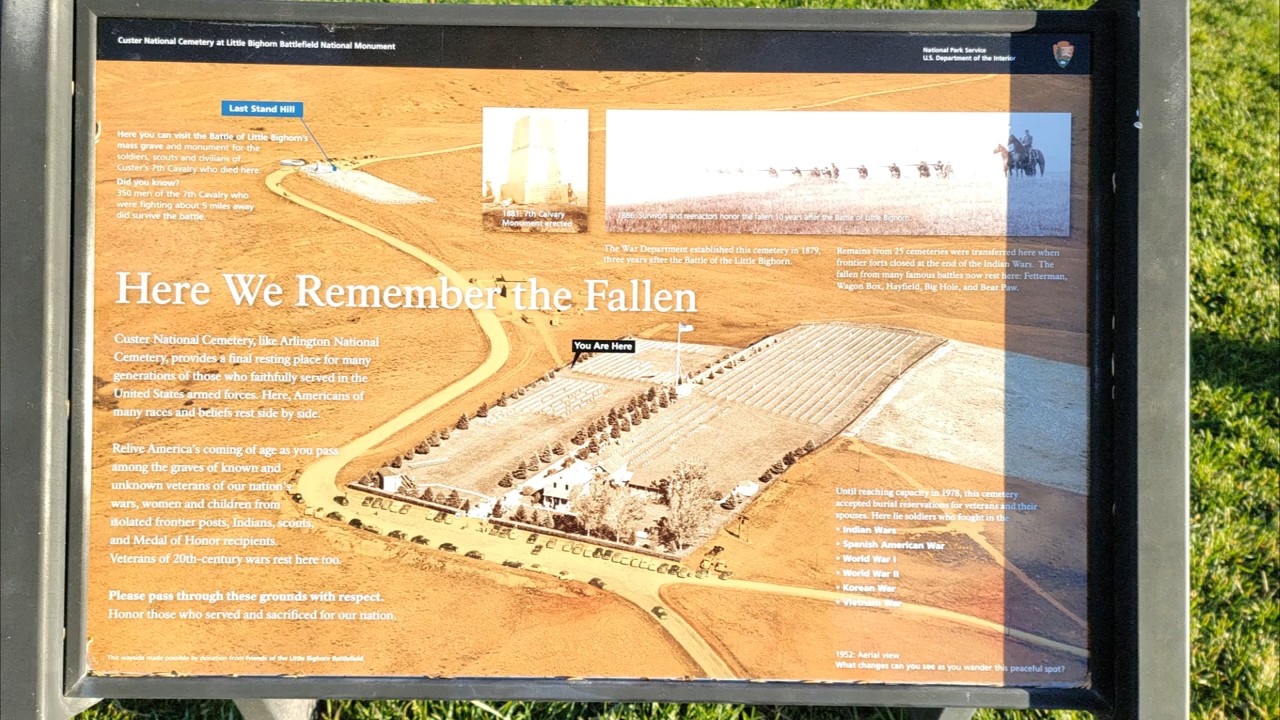 Custer National Cemetery at Little Bighorn Battlefield National Monument
National Park Service
U.S. Department of the Interior
Last Stand Hill
Here you can visit the Battle of Little Bighorn's
mass grave and monument for the
soldiers, scouts and civilians of
Custer's 7th Cavalry who died here.
Did you know?
350 men of the 7th Cavalry who
were fighting about 5 miles away
did survive the battle.
1881: 7th Calvary
Monument erected
1886: Survivors and reenactors honor the fallen 10 years after the Battle of Little Bighorn.
The War Department established this cemetery in 1879,
three years after the Battle of the Little Bighorn.
Remains from 25 cemeteries were transferred here when
frontier forts closed at the end of the Indian Wars. The
fallen from many famous battles now rest here: Fetterman,
Wagon Box, Hayfield, Big Hole, and Bear Paw.
Here We Remember the Fallen
You Are Here
Custer National Cemetery, like Arlington National
Cemetery, provides a final resting place for many
generations of those who faithfully served in the
United States armed forces. Here, Americans of
many races and beliefs rest side by side.
Relive America's coming of age as you pass
among the graves of known and
unknown veterans of our nation's
wars, women and children from
isolated frontier posts, Indians, scouts,
and Medal of Honor recipients.
Veterans of 20th-century wars rest here too.
Please pass through these grounds with respect.
Honor those who served and sacrificed for our nation.
Until reaching capacity in 1978, this cemetery
accepted burial reservations for veterans and their
spouses. Here lie soldiers who fought in the
• Indian Wars
• Spanish American War
• World War I
• World War II
• Korean War
• Vietnam War
This wayside made possible by donation from Friends of the Little Bighorn Battlefield
1952: Aerial view
What changes can you see as you wander this peaceful spot?